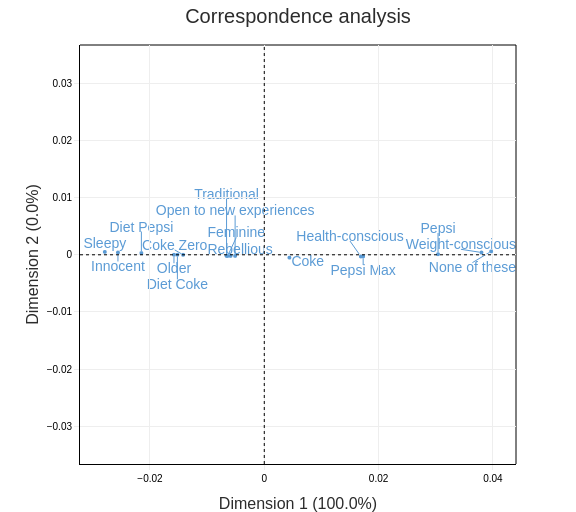 Correspondence analysis
0.03
0.02
0.01
0
−0.01
−0.02
−0.03
Dimension 2 (0.0%)
Traditional
Open to new experiences
Diet Pepsi
Feminine
Pepsi
Health-conscious
Sleepy
Coke Zero
Rebellious
Weight-conscious
Innocent
Older
Coke
Pepsi Max
None of these
Diet Coke
−0.02
0
0.02
0.04
Dimension 1 (100.0%)